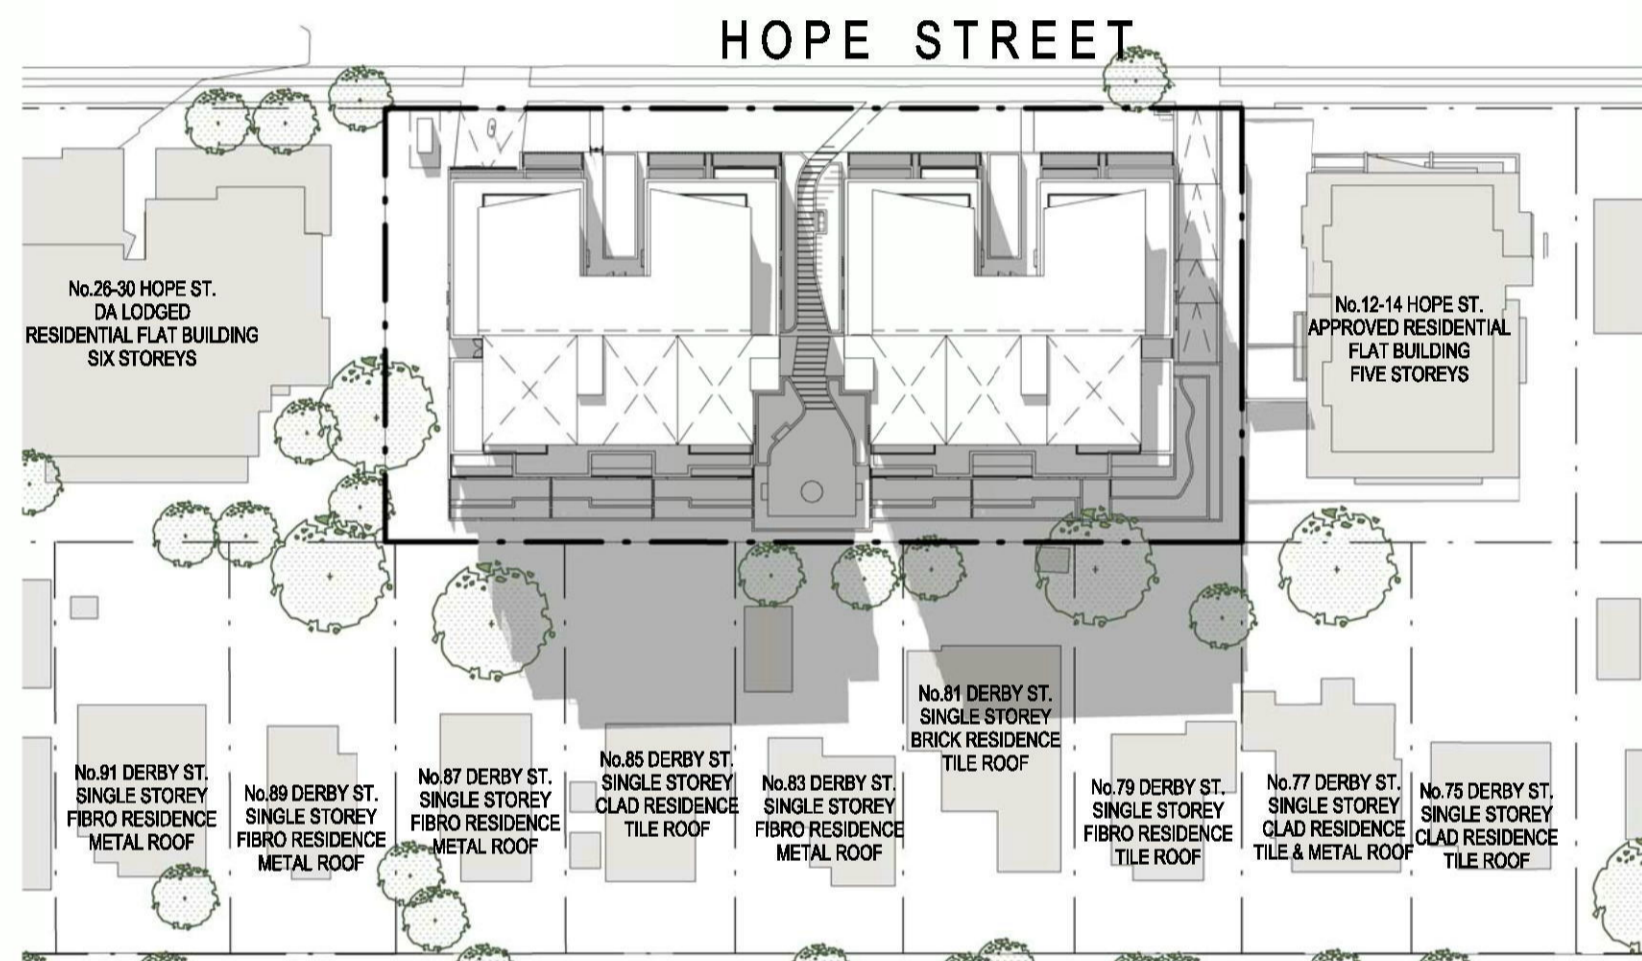 HOPE STREET
No.26-30 HOPE ST.
DA LODGED
RESIDENTIAL FLAT BUILDING
SIX STOREYS
No.12-14 HOPE ST.
APPROVED RESIDENTIAL
FLAT BUILDING
FIVE STOREYS
No.91 DERBY ST.
SINGLE STOREY
FIBRO RESIDENCE
METAL ROOF
No.89 DERBY ST.
SINGLE STOREY
FIBRO RESIDENCE
METAL ROOF
No.87 DERBY ST.
SINGLE STOREY
FIBRO RESIDENCE
METAL ROOF
No.85 DERBY ST.
SINGLE STOREY
CLAD RESIDENCE
TILE ROOF
No.83 DERBY ST.
SINGLE STOREY
FIBRO RESIDENCE
METAL ROOF
No.81 DERBY ST.
SINGLE STOREY
BRICK RESIDENCE
TILE ROOF
No.79 DERBY ST.
SINGLE STOREY
FIBRO RESIDENCE
TILE ROOF
No.77 DERBY ST.
SINGLE STOREY
CLAD RESIDENCE
TILE & METAL ROOF
No.75 DERBY ST.
SINGLE STOREY
CLAD RESIDENCE
TILE ROOF